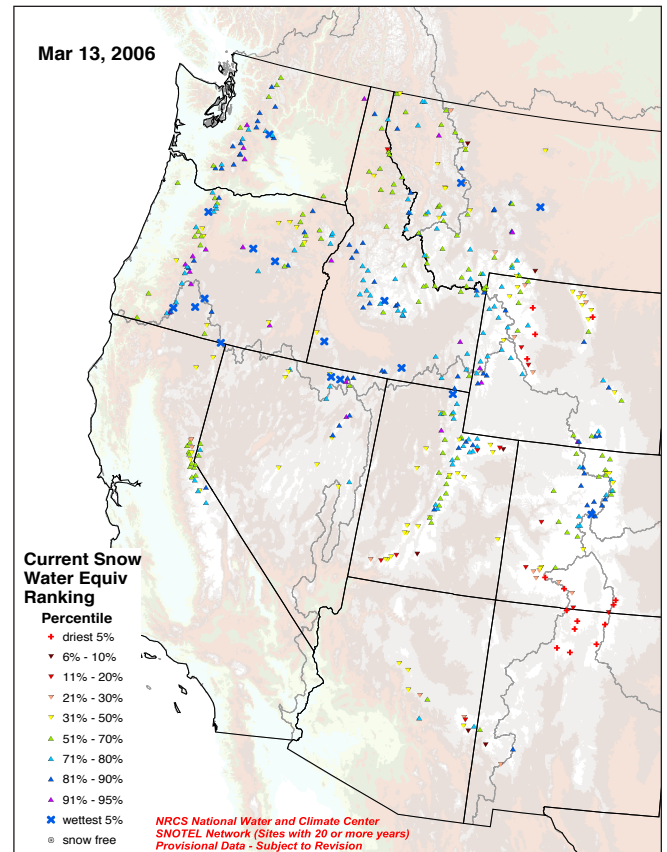 Mar 13, 2006
Current Snow
Water Equiv
Ranking
Percentile
driest 5%
6% - 10%
11% - 20%
21% - 30%
31% - 50%
51% - 70%
71% - 80%
81% - 90%
91% - 95%
wettest 5%
snow free
NRCS National Water and Climate Center
SNOTEL Network (Sites with 20 or more years)
Provisional Data - Subject to Revision